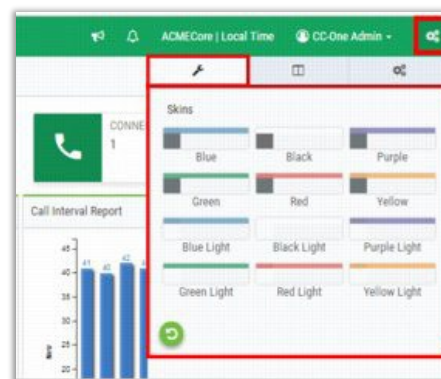 ACMECore | Local Time CC-One Admin
CONNE
1
Skins
Blue Black Purple
Green Red Yellow
Blue Light Black Light Purple Light
Green Light Red Light Yellow Light
Call Interval Report
45
41 40 42 41
40
35
30
25
20